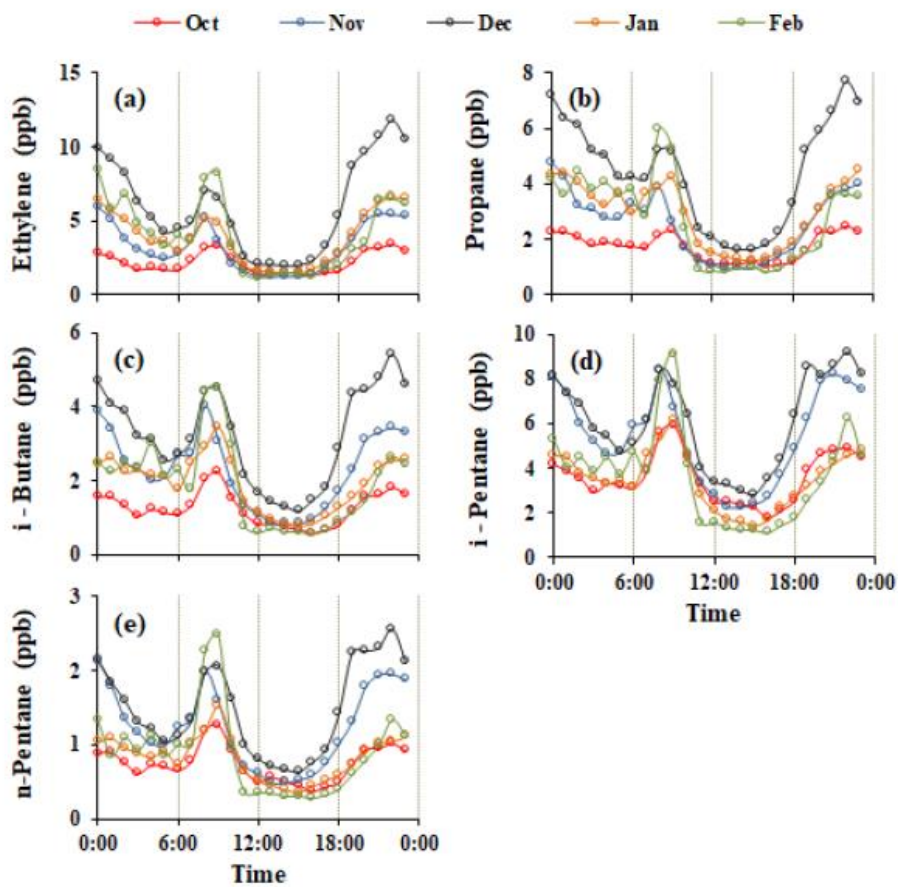 Oct Nov Dec Jan Feb
(a)
Ethylene (ppb)
15
10
5
0
(b)
Propane (ppb)
8
6
4
2
0
(c)
i - Butane (ppb)
6
4
2
0
(d)
i - Pentane (ppb)
10
8
6
4
2
0
0:00 6:00 12:00 18:00 0:00
Time
(e)
n-Pentane (ppb)
3
2
1
0
0:00 6:00 12:00 18:00 0:00
Time